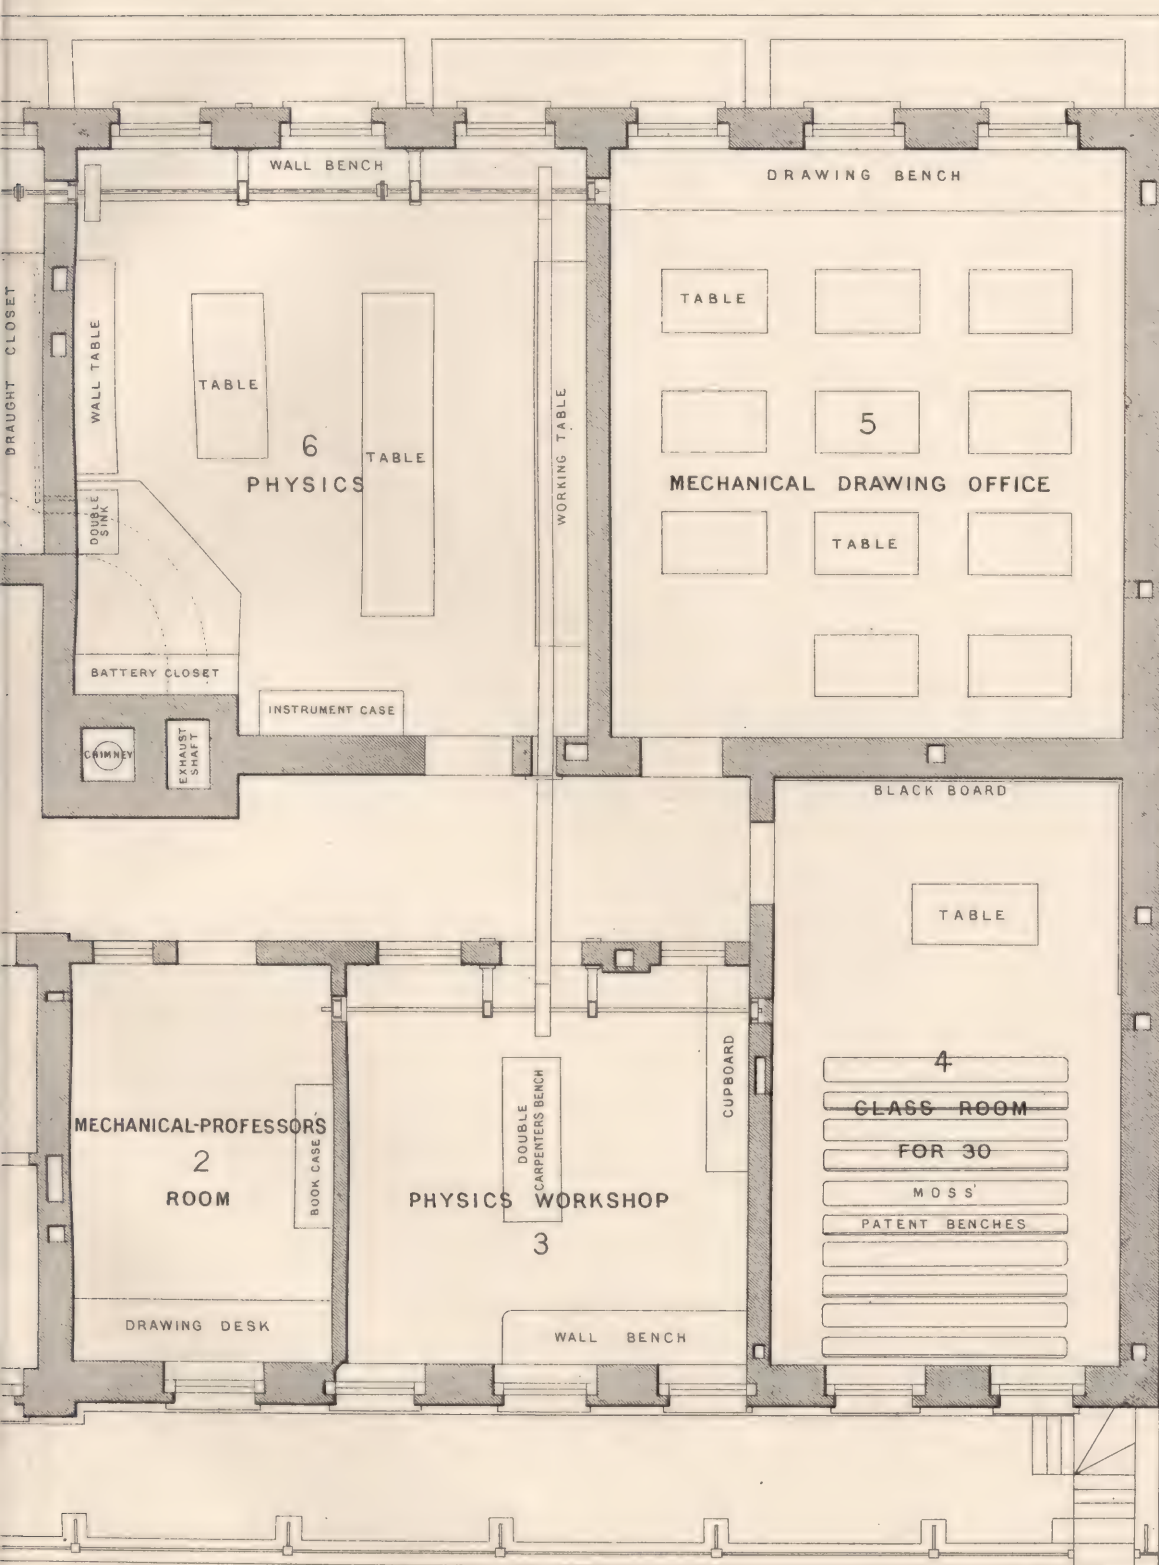 WALL BENCH
DRAWING BENCH
DRAUGHT CLOSET
WALL TABLE
TABLE
TABLE
6
PHYSICS
WORKING TABLE
DOUBLE
SINK
BATTERY CLOSET
INSTRUMENT CASE
CHIMNEY
EXHAUST
SHAFT
TABLE
5
MECHANICAL DRAWING OFFICE
TABLE
BLACK BOARD
TABLE
4
CLASS ROOM
FOR 30
MOSS'
PATENT BENCHES
MECHANICAL-PROFESSORS
2
ROOM
BOOK CASE
DRAWING DESK
DOUBLE
CARPENTERS BENCH
CUPBOARD
PHYSICS WORKSHOP
3
WALL BENCH